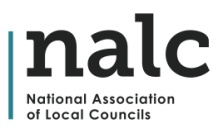 nalc
National Association
of Local Councils